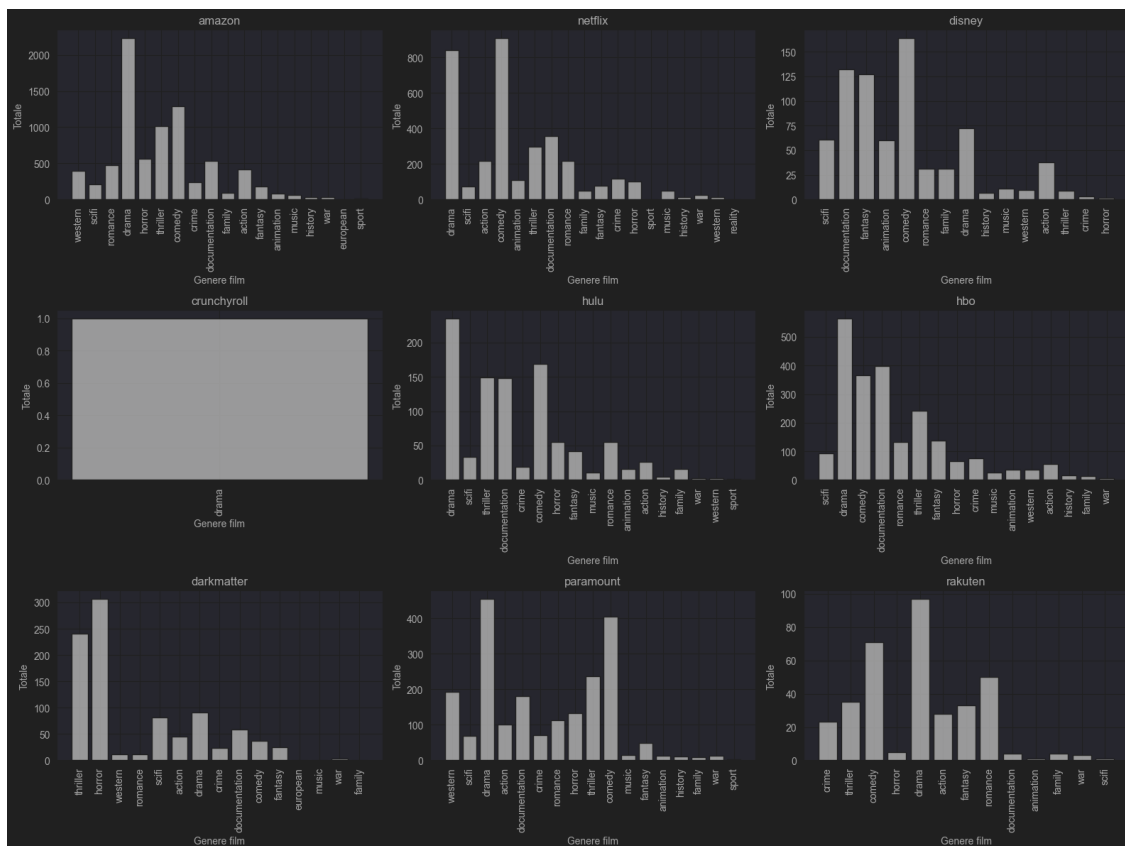 amazon
Totale
2000
1500
1000
500
0
western
scifi
romance
drama
horror
thriller
comedy
crime
documentation
family
action
fantasy
animation
music
history
war
european
sport
Genere film
netflix
Totale
800
600
400
200
0
drama
scifi
action
comedy
animation
thriller
documentation
romance
family
fantasy
crime
horror
sport
music
history
war
western
reality
Genere film
disney
Totale
150
125
100
75
50
25
0
scifi
documentation
fantasy
animation
comedy
romance
family
drama
history
music
western
action
thriller
crime
horror
Genere film
crunchyroll
Totale
1.0
0.8
0.6
0.4
0.2
0.0
drama
Genere film
hulu
Totale
200
150
100
50
0
drama
scifi
thriller
documentation
crime
comedy
horror
fantasy
music
romance
animation
action
history
family
war
western
sport
Genere film
hbo
Totale
500
400
300
200
100
0
scifi
drama
comedy
documentation
romance
thriller
fantasy
horror
crime
music
animation
western
action
history
family
war
Genere film
darkmatter
Totale
300
250
200
150
100
50
0
thriller
horror
western
romance
scifi
action
drama
crime
documentation
comedy
fantasy
european
music
war
family
Genere film
paramount
Totale
400
300
200
100
0
western
scifi
drama
action
documentation
crime
romance
horror
thriller
comedy
music
fantasy
animation
history
family
war
sport
Genere film
rakuten
Totale
100
80
60
40
20
0
crime
thriller
comedy
horror
drama
action
fantasy
romance
documentation
animation
family
war
scifi
Genere film